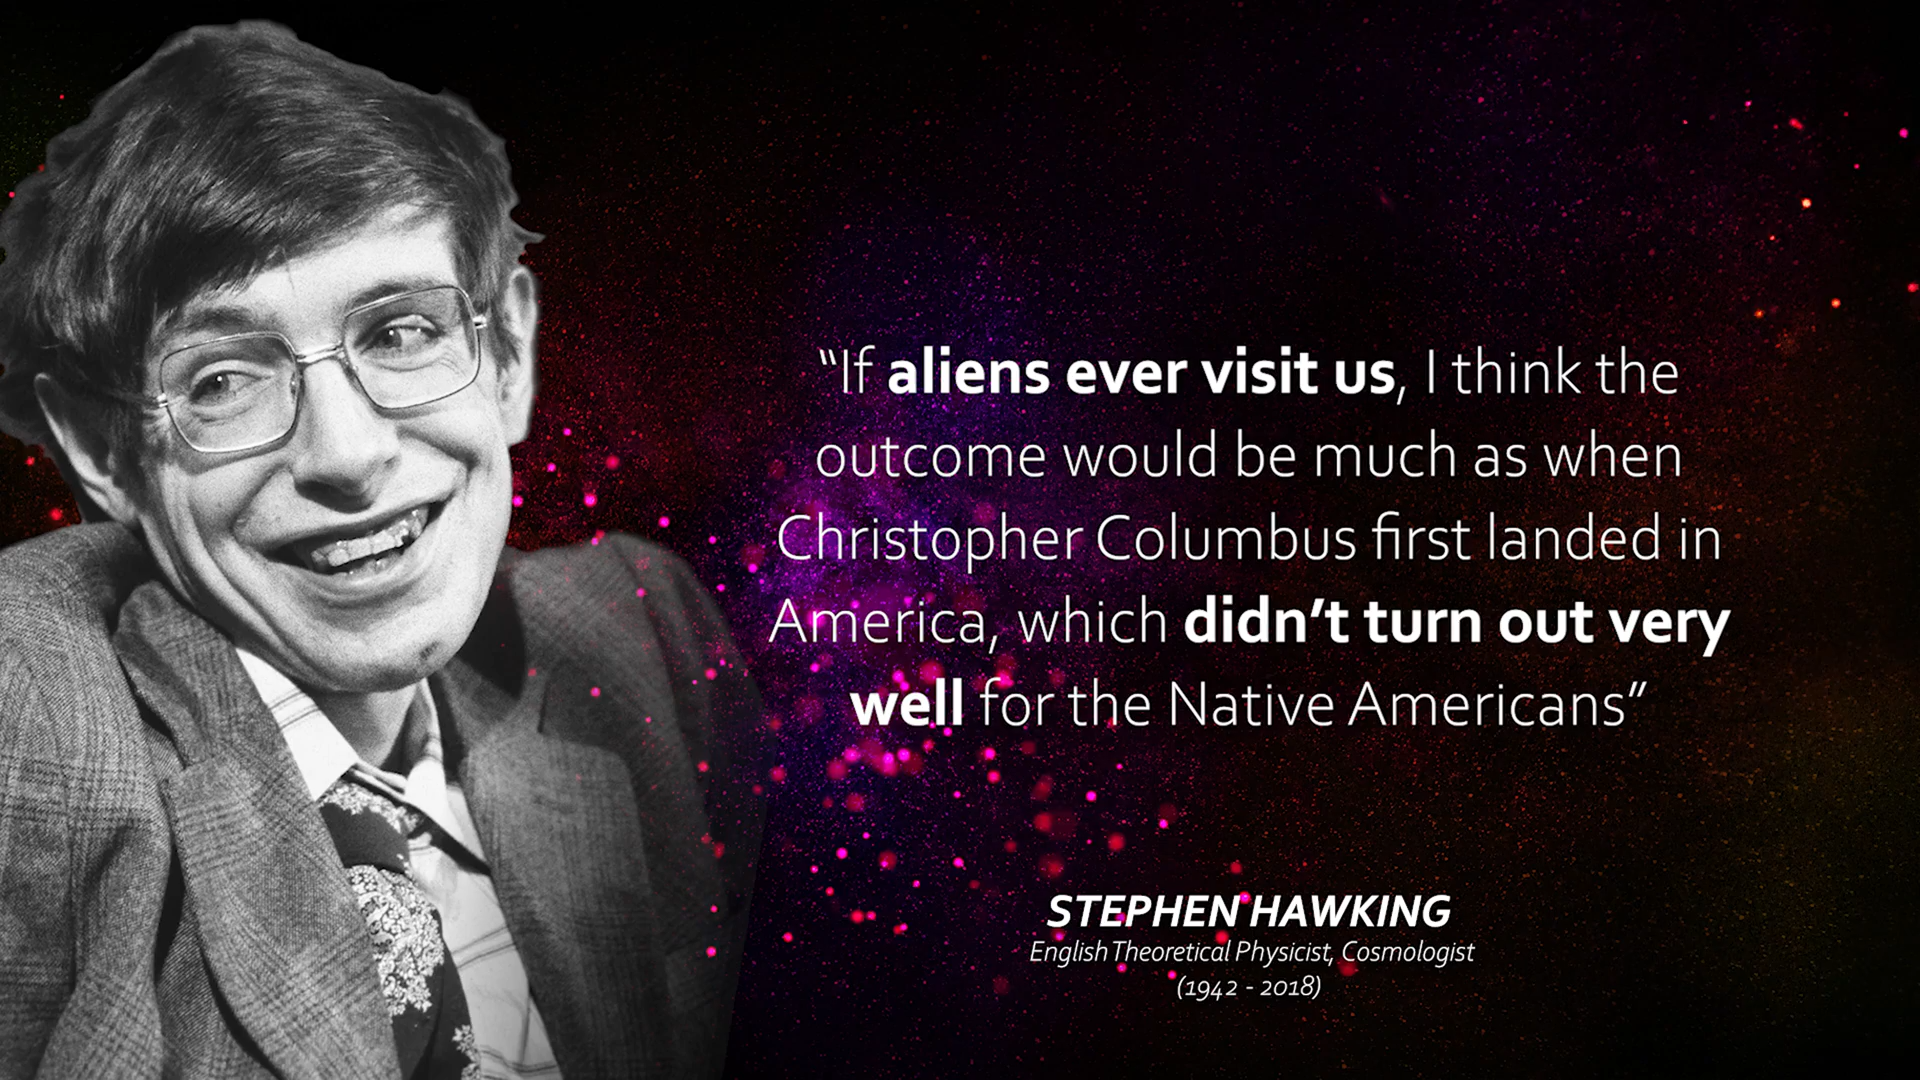 “If aliens ever visit us, I think the
outcome would be much as when
Christopher Columbus first landed in
America, which didn’t turn out very
well for the Native Americans”
STEPHEN HAWKING
English Theoretical Physicist, Cosmologist
(1942 - 2018)